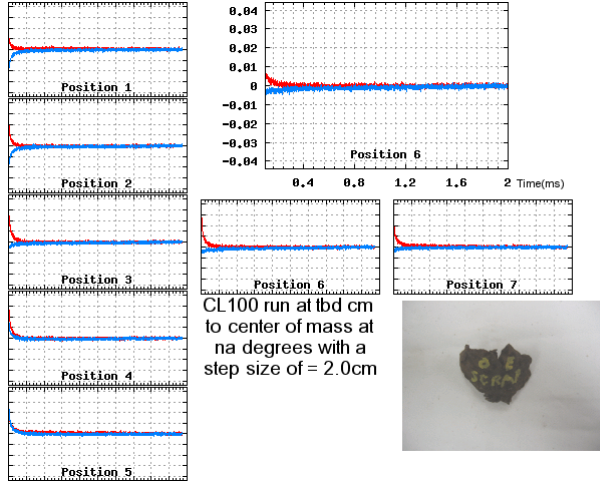 Position 1
Position 2
Position 3
Position 4
Position 5
0.04
0.03
0.02
0.01
0
-0.01
-0.02
-0.03
-0.04
Position 6
0.4 0.8 1.2 1.6 2 Time(ms)
Position 6
Position 7
CL100 run at tbd cm
to center of mass at
na degrees with a
step size of = 2.0cm